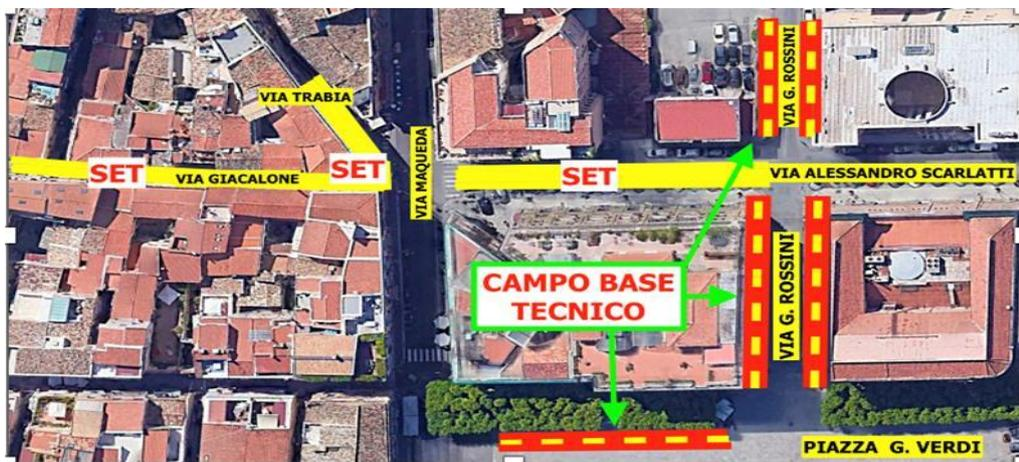 VIA TRABIA
VIA GIACALONE
SET
SET
VIA MAQUEDA
SET
VIA G. ROSSINI
VIA ALESSANDRO SCARLATTI
CAMPO BASE
TECNICO
VIA G. ROSSINI
PIAZZA G. VERDI